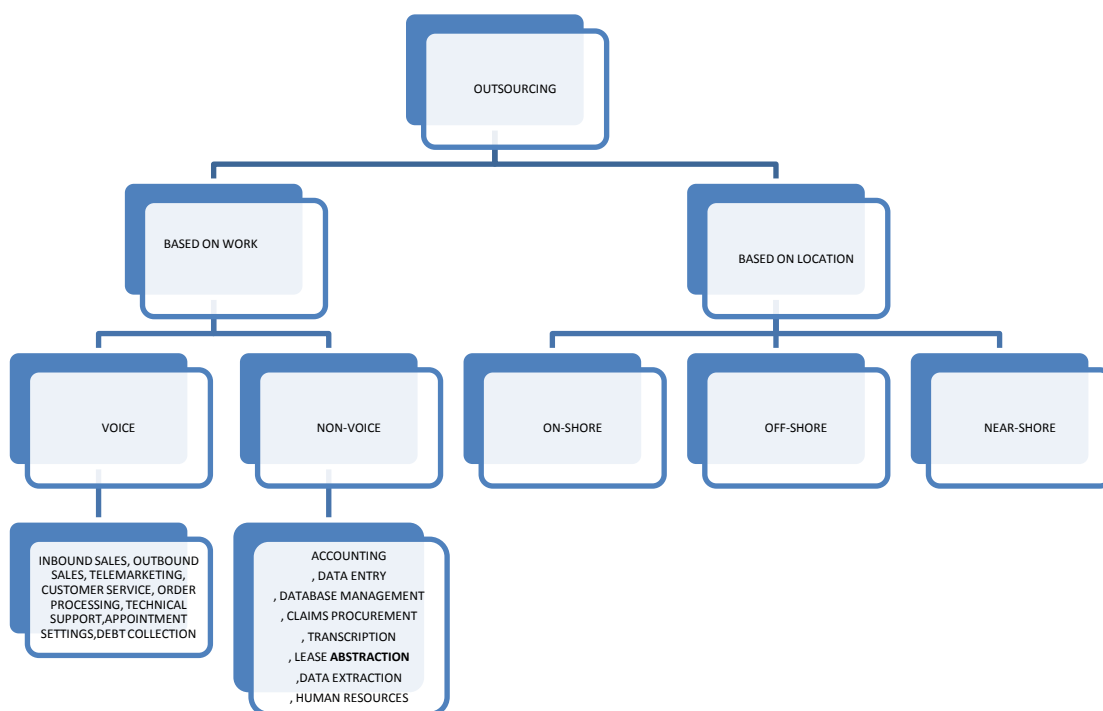 OUTSOURCING
BASED ON WORK
BASED ON LOCATION
VOICE
NON-VOICE
ON-SHORE
OFF-SHORE
NEAR-SHORE
INBOUND SALES, OUTBOUND
SALES, TELEMARKETING,
CUSTOMER SERVICE, ORDER
PROCESSING, TECHNICAL
SUPPORT,APPOINTMENT
SETTINGS,DEBT COLLECTION
ACCOUNTING
, DATA ENTRY
, DATABASE MANAGEMENT
, CLAIMS PROCUREMENT
, TRANSCRIPTION
, LEASE ABSTRACTION
,DATA EXTRACTION
, HUMAN RESOURCES